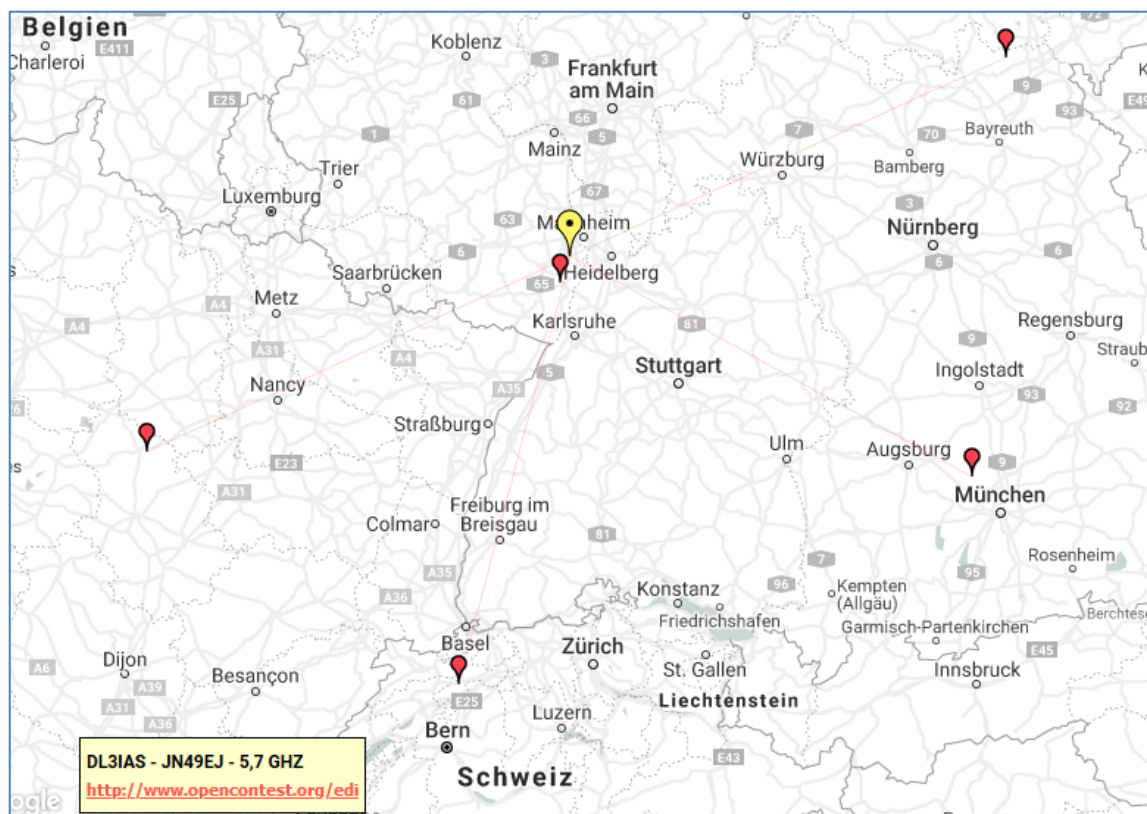 Belgien
Charleroi
E411
Koblenz
72
3
Frankfurt
am Main
9
E25
61
93
66
5
1
Mainz
7
70
Bayreuth
Würzburg
Bamberg
Trier
67
3
Luxemburg
63
Nürnberg
6
6
6
Heidelberg
Saarbrücken
65
Metz
A4
A4
Karlsruhe
81
Regensburg
A31
A4
9
Stuttgart
Ingolstadt
5
Nancy
A35
93
92
Straßburg
Ulm
Augsburg
E23
9
A31
München
Freiburg im
Breisgau
Colmar
81
Rosenheim
7
A35
96
95
Konstanz
Kempten
(Allgäu)
A36
Friedrichshafen
Garmisch-Partenkirchen
Basel
Zürich
E45
A6
Dijon
St. Gallen
Innsbruck
A39
Besançon
E25
Liechtenstein
A31
Luzern
A36
Bern
E43
Schweiz
DL3IAS - JN49EJ - 5,7 GHZ
http://www.opencontest.org/edi